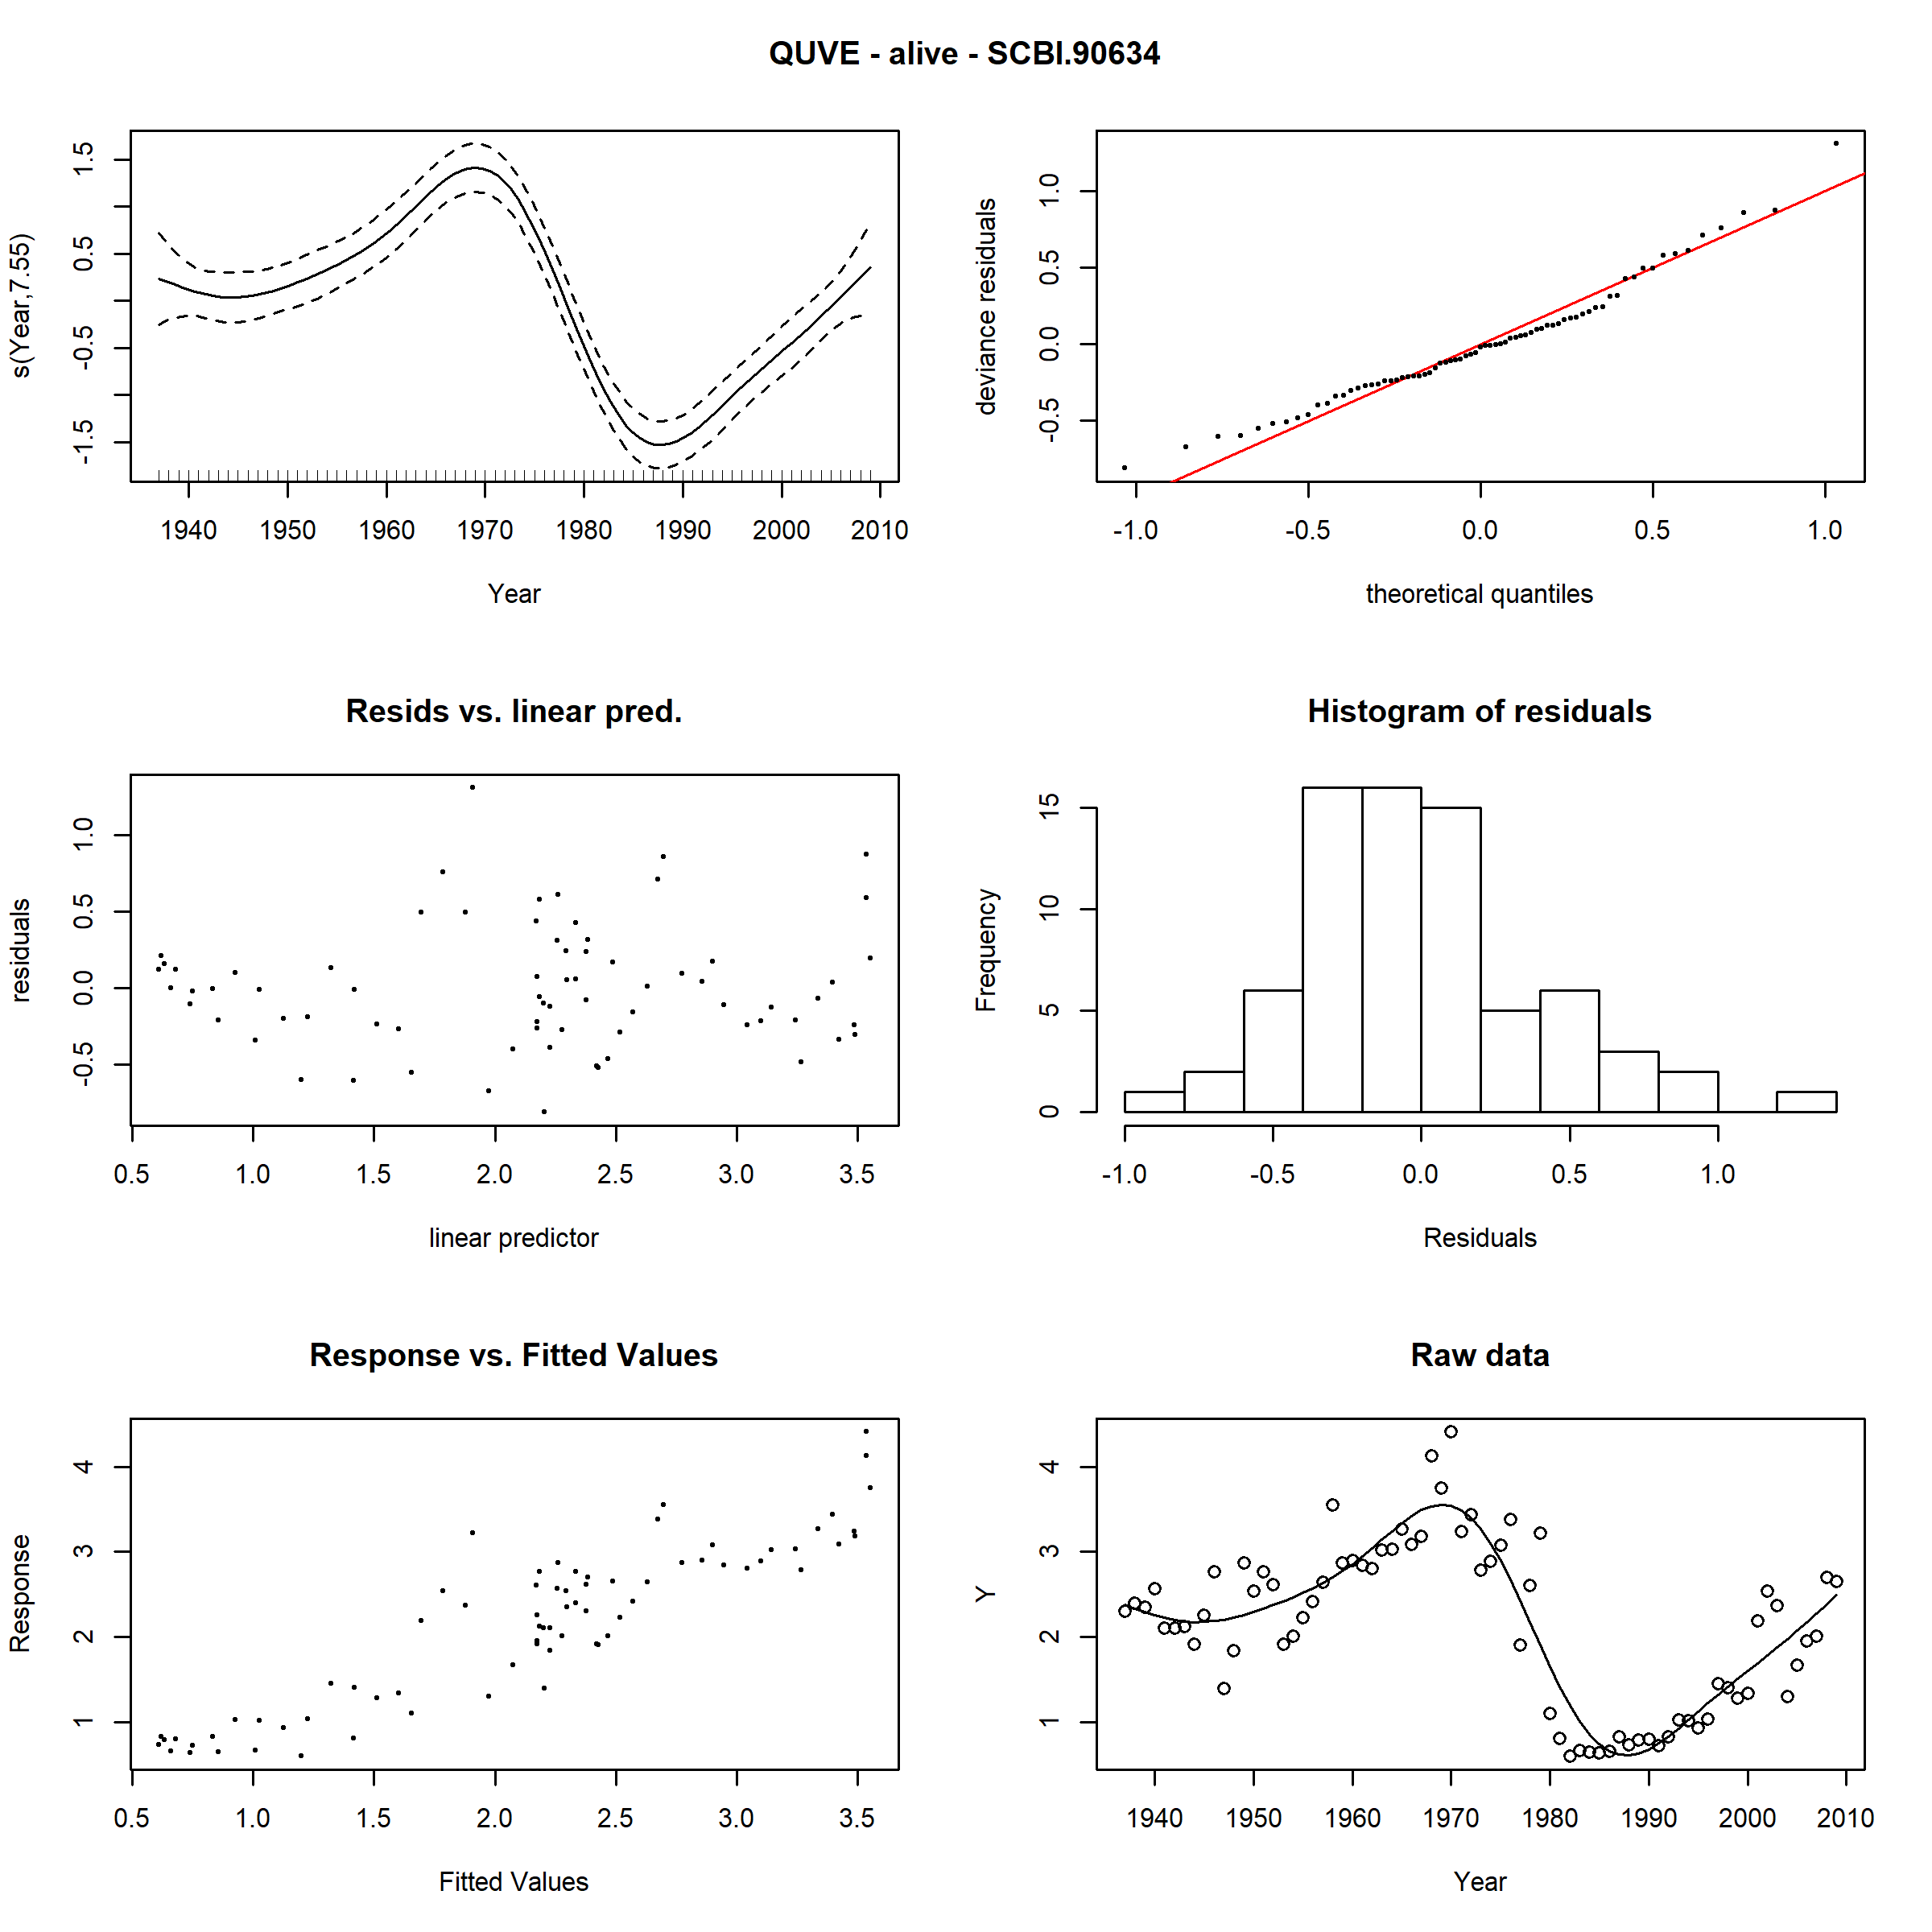 QUVE - alive - SCBI.90634
s(Year,7.55)
1.5
0.5
-0.5
-1.5
1940 1950 1960 1970 1980 1990 2000 2010
Year
deviance residuals
1.0
0.5
0.0
-0.5
-1.0 -0.5 0.0 0.5 1.0
theoretical quantiles
Resids vs. linear pred.
residuals
1.0
0.5
0.0
-0.5
0.5 1.0 1.5 2.0 2.5 3.0 3.5
linear predictor
Histogram of residuals
Frequency
15
10
5
0
-1.0 -0.5 0.0 0.5 1.0
Residuals
Response vs. Fitted Values
Response
4
3
2
1
0.5 1.0 1.5 2.0 2.5 3.0 3.5
Fitted Values
Raw data
Y
4
3
2
1
1940 1950 1960 1970 1980 1990 2000 2010
Year